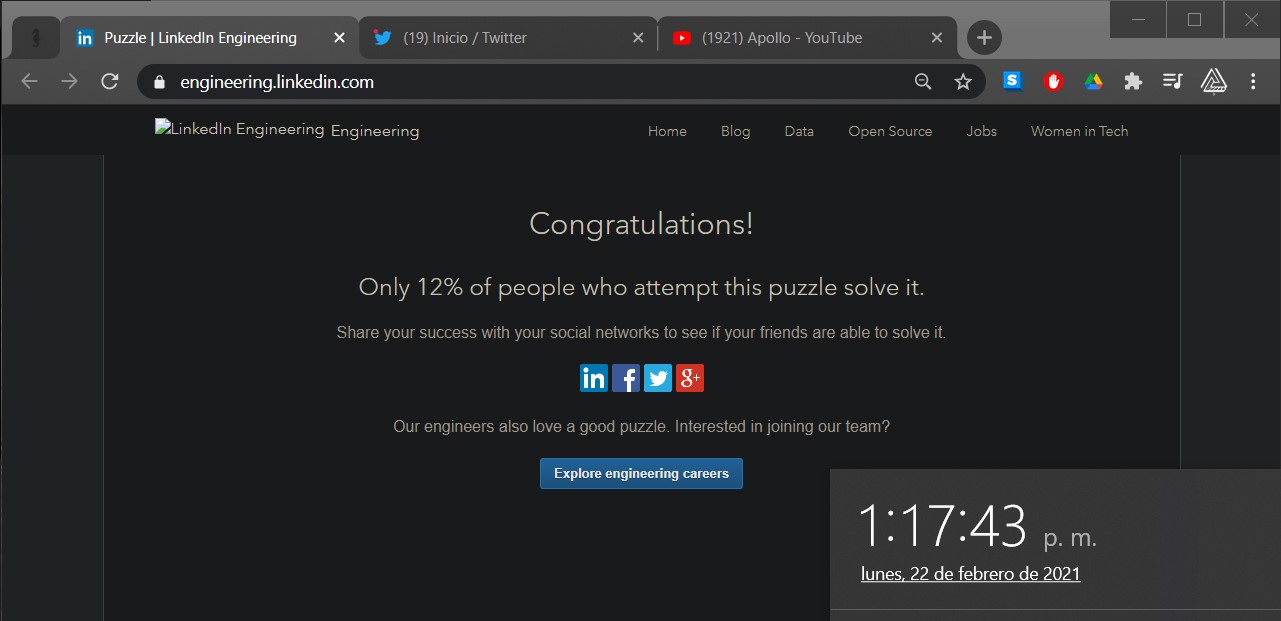 Puzzle | LinkedIn Engineering
(19) Inicio / Twitter
(1921) Apollo - YouTube
engineering.linkedin.com
S
LinkedIn Engineering Engineering
Home Blog Data Open Source Jobs Women in Tech
Congratulations!
Only 12% of people who attempt this puzzle solve it.
Share your success with your social networks to see if your friends are able to solve it.
in f g+
Our engineers also love a good puzzle. Interested in joining our team?
Explore engineering careers
1:17:43 p. m.
lunes, 22 de febrero de 2021